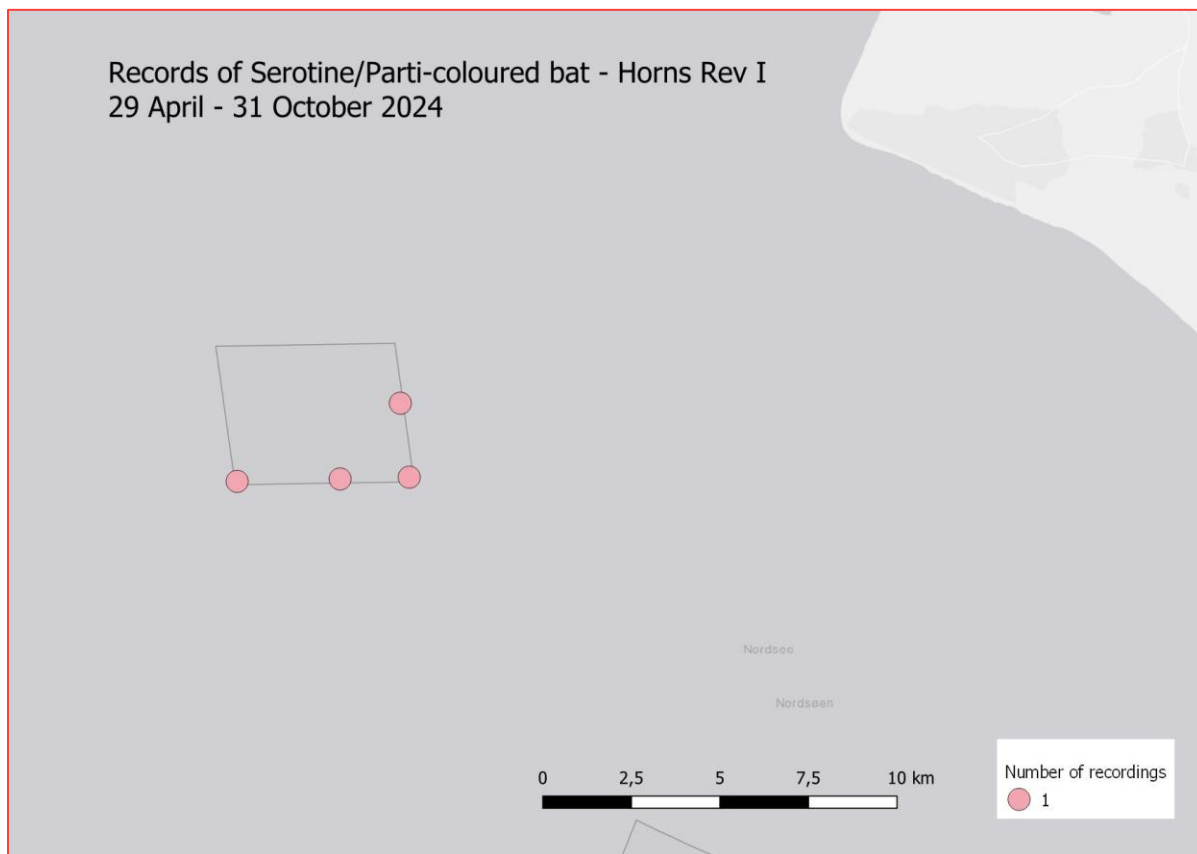 Records of Serotine/Parti-coloured bat - Horns Rev I
29 April - 31 October 2024
Nordsee
Nordsøen
0 2,5 5 7,5 10 km
Number of recordings
1